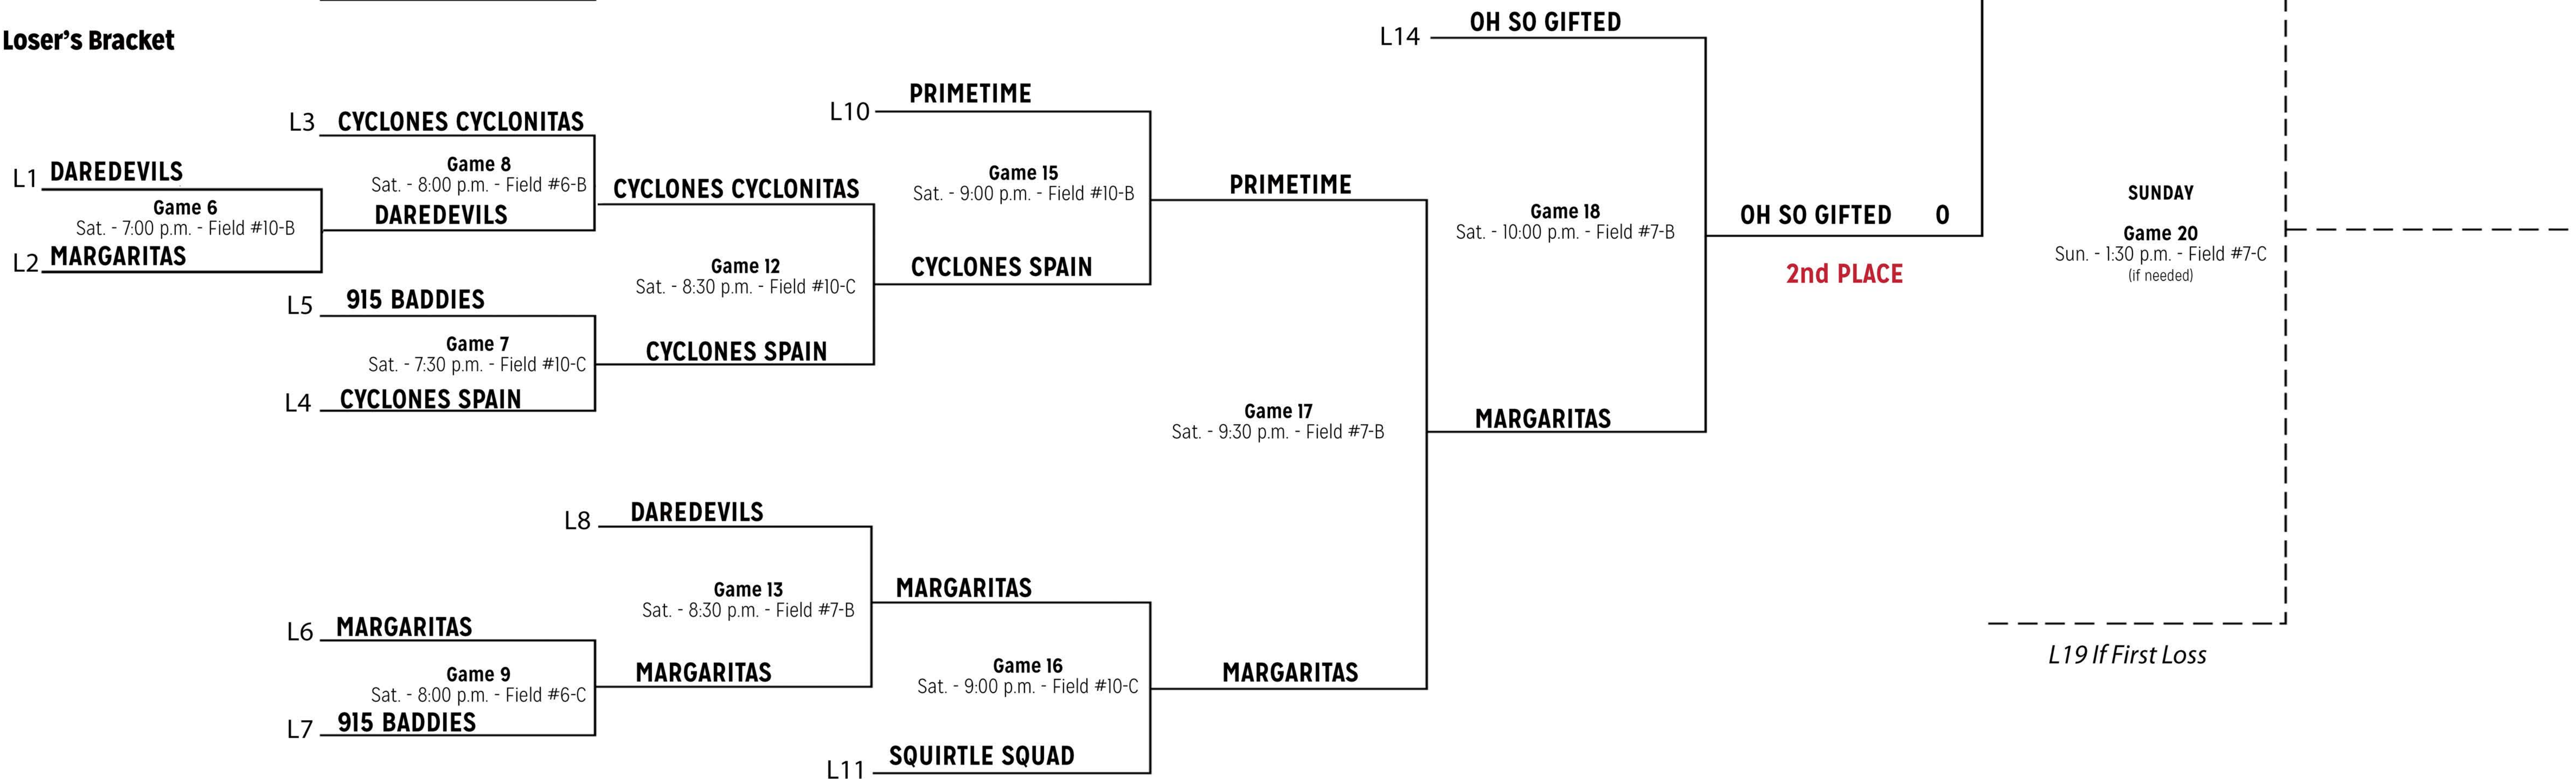 Loser's Bracket
L14 OH SO GIFTED
L10 PRIMETIME
L3 CYCLONES CYCLONITAS
Game 8
Sat. - 8:00 p.m. - Field #6-B
L1 DAREDEVILS
Game 6
Sat. - 7:00 p.m. - Field #10-B
L2 MARGARITAS
DAREDEVILS
CYCLONES CYCLONITAS
L5 915 BADDIES
Game 7
Sat. - 7:30 p.m. - Field #10-C
L4 CYCLONES SPAIN
Game 12
Sat. - 8:30 p.m. - Field #10-C
CYCLONES SPAIN
Game 15
Sat. - 9:00 p.m. - Field #10-B
CYCLONES SPAIN
PRIMETIME
Game 17
Sat. - 9:30 p.m. - Field #7-B
Game 18
Sat. - 10:00 p.m. - Field #7-B
MARGARITAS
OH SO GIFTED 0
2nd PLACE
SUNDAY
Game 20
Sun. - 1:30 p.m. - Field #7-C
(if needed)
L19 If First Loss
L8 DAREDEVILS
Game 13
Sat. - 8:30 p.m. - Field #7-B
L6 MARGARITAS
Game 9
Sat. - 8:00 p.m. - Field #6-C
L7 915 BADDIES
MARGARITAS
MARGARITAS
Game 16
Sat. - 9:00 p.m. - Field #10-C
L11 SQUIRTLE SQUAD
MARGARITAS